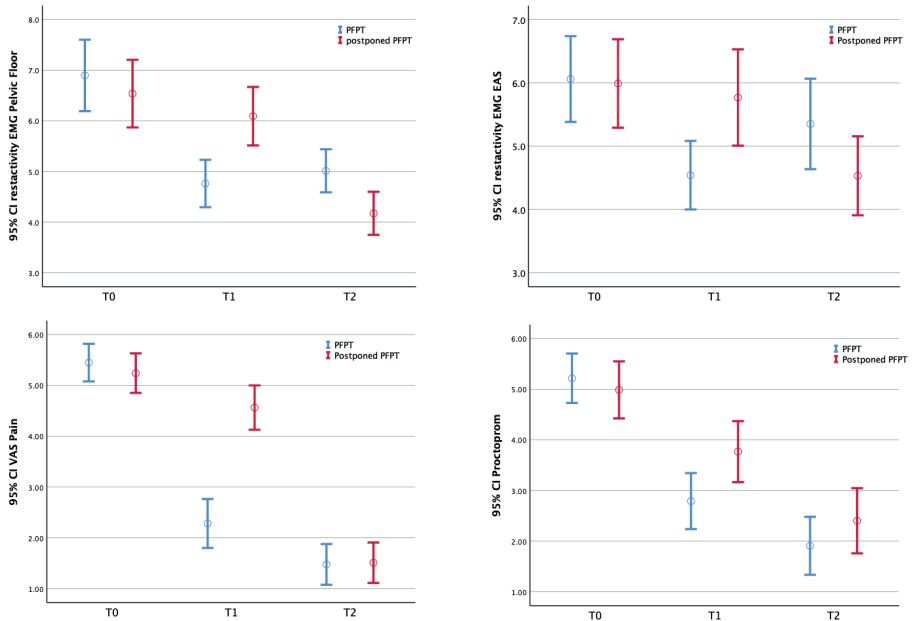 95% CI restactivity EMG Pelvic Floor
8.0
7.0
6.0
5.0
4.0
3.0
PFPT
postponed PFPT
T0 T1 T2
95% CI restactivity EMG EAS
7.0
6.0
5.0
4.0
3.0
PFPT
Postponed PFPT
T0 T1 T2
95% CI VAS Pain
6.00
5.00
4.00
3.00
2.00
1.00
PFPT
Postponed PFPT
T0 T1 T2
95% CI Proctoprom
6.00
5.00
4.00
3.00
2.00
1.00
PFPT
Postponed PFPT
T0 T1 T2